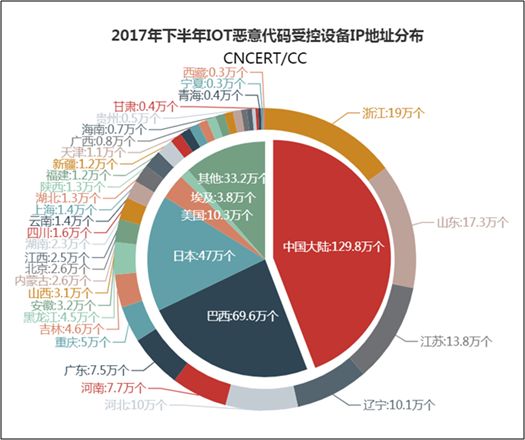 2017年下半年IOT恶意代码受控设备IP地址分布
CNCERT/CC
中国大陆:129.8万个
巴西:69.6万个
日本:47万个
美国:10.3万个
埃及:3.8万个
其他:33.2万个
浙江:19万个
山东:17.3万个
江苏:13.8万个
辽宁:10.1万个
河北:10万个
河南:7.7万个
广东:7.5万个
重庆:5万个
吉林:4.6万个
黑龙江:4.5万个
安徽:3.2万个
山西:3.1万个
内蒙古:2.6万个
北京:2.6万个
江西:2.5万个
湖南:2.3万个
四川:1.6万个
云南:1.4万个
上海:1.4万个
湖北:1.3万个
陕西:1.3万个
福建:1.2万个
新疆:1.2万个
天津:1.1万个
广西:0.8万个
海南:0.7万个
贵州:0.5万个
甘肃:0.4万个
青海:0.4万个
宁夏:0.3万个
西藏:0.3万个